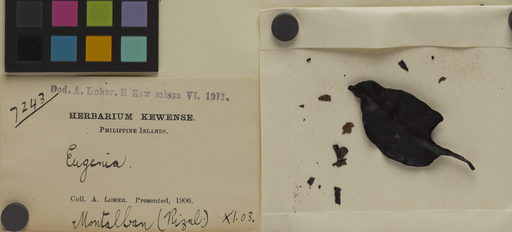 Ded. A. Loher. E Kew missa VI. 1912.
7243
HERBARIUM KEWENSE.
PHILIPPINE ISLANDS.
Eugenia.
Coll. A. LOHER. Presented, 1906,
Montalban (Rizal) XI.03.